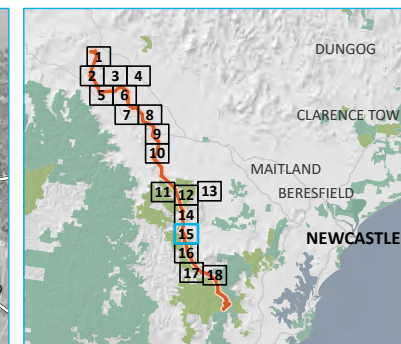 DUNGOG
1
2 3 4
5 6
7 8
CLARENCE TOW
9
10
MAITLAND
11 12 13
BERESFIELD
14
15
NEWCASTLE
16
17 18